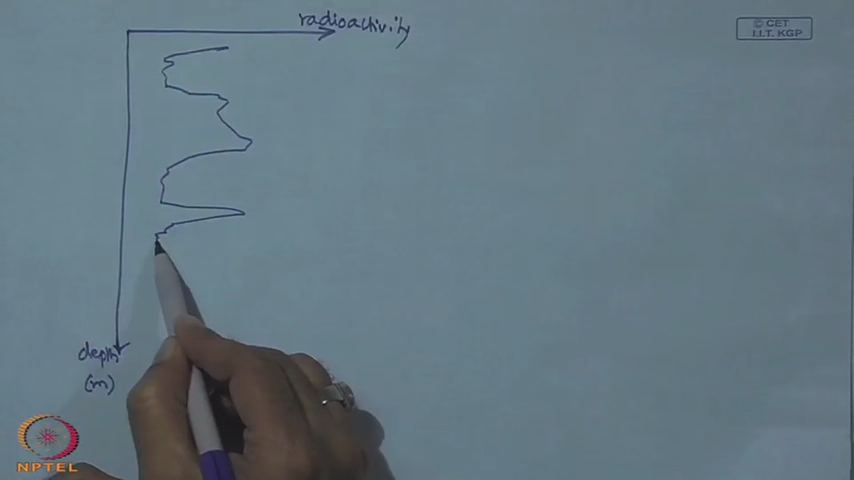 radioactivity
© CET
I.I.T. KGP
depth
(m)
NPTEL